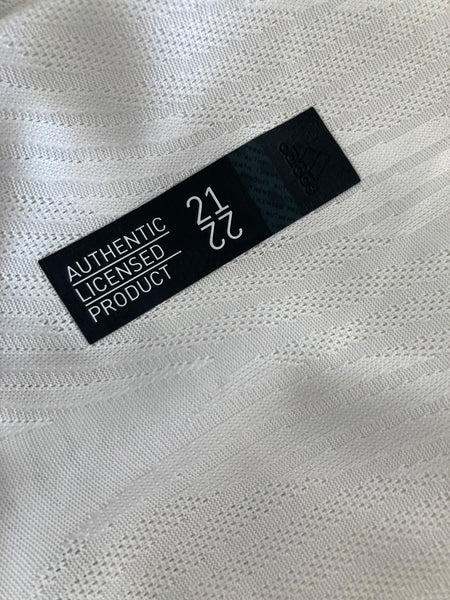 AUTHENTIC
LICENSED
PRODUCT
21
22
adidas